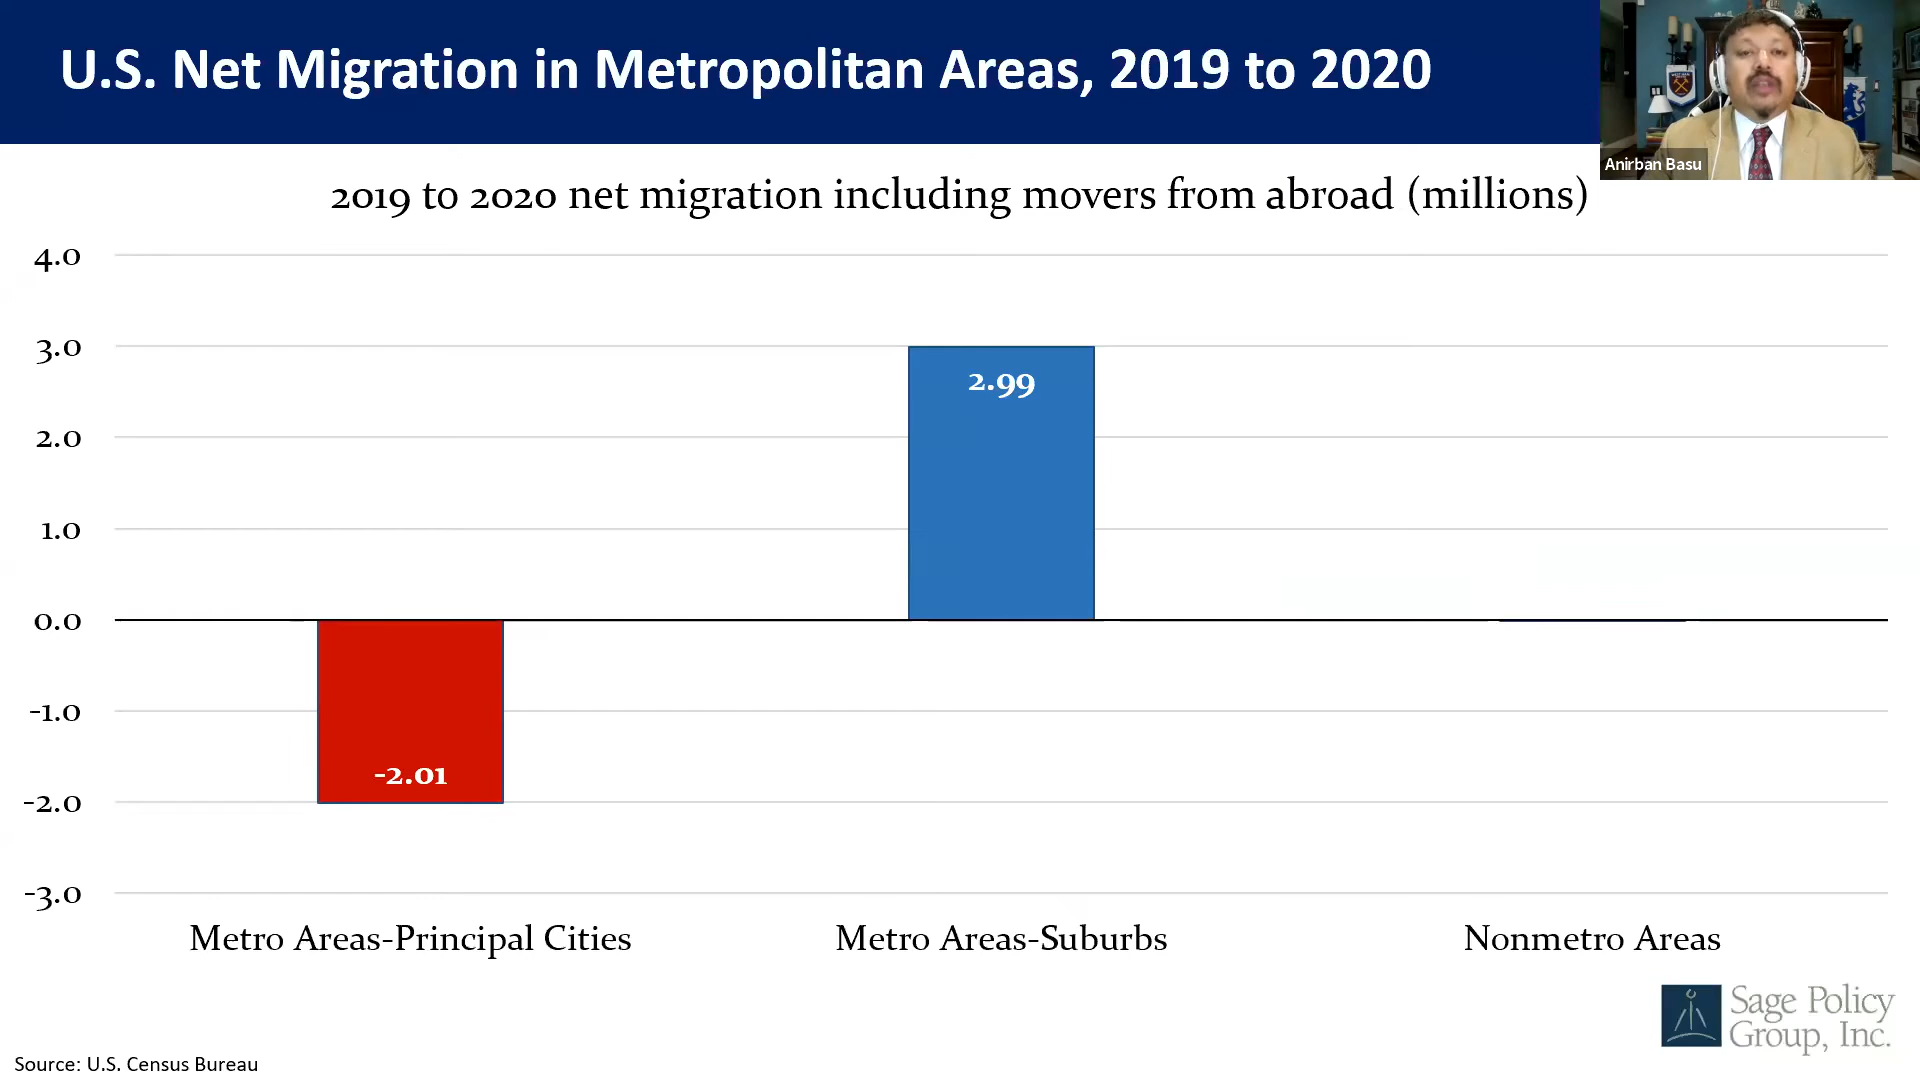 U.S. Net Migration in Metropolitan Areas, 2019 to 2020
Anirban Basu
2019 to 2020 net migration including movers from abroad (millions)
4.0
3.0
2.99
2.0
1.0
0.0
-1.0
-2.01
-2.0
-3.0
Metro Areas-Principal Cities
Metro Areas-Suburbs
Nonmetro Areas
Sage Policy
Group, Inc.
Source: U.S. Census Bureau